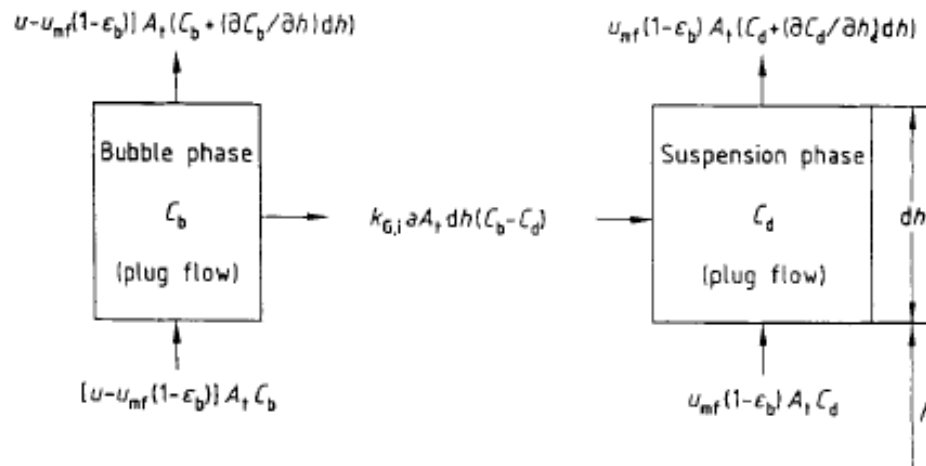 u-u_mf(1-ε_b)] A_t (C_b + (∂C_b/∂h)dh)
u_mf(1-ε_b) A_t (C_d+(∂C_d/∂h)dh)
Bubble phase
C_b
(plug flow)
k_G,i a A_t dh(C_b-C_d)
Suspension phase
C_d
(plug flow)
dh
[u-u_mf(1-ε_b)] A_t C_b
u_mf(1-ε_b) A_t C_d